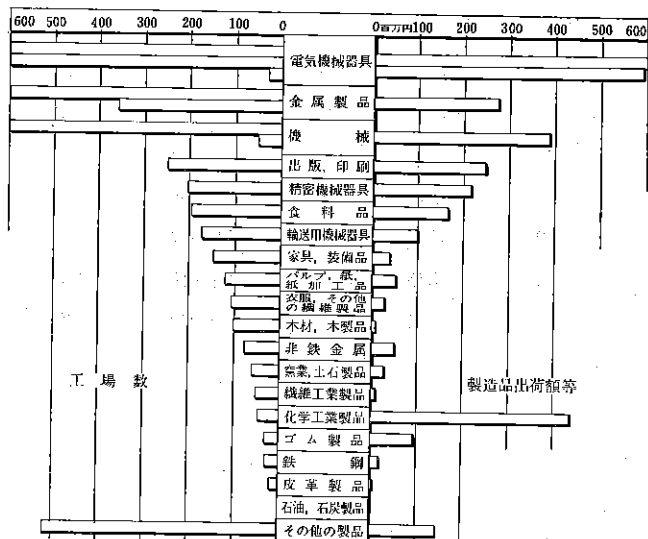 600 500 400 300 200 100 0 0百万円100 200 300 400 500 600
電気機械器具
金属製品
機械
出版，印刷
精密機械器具
食料品
輸送用機械器具
家具，装備品
パルプ，紙，
紙加工品
衣服，その他
の繊維製品
木材，木製品
非鉄金属
窯業，土石製品
繊維工業製品
化学工業製品
ゴム製品
鉄鋼
皮革製品
石油，石炭製品
その他の製品
工場数
製造品出荷額等